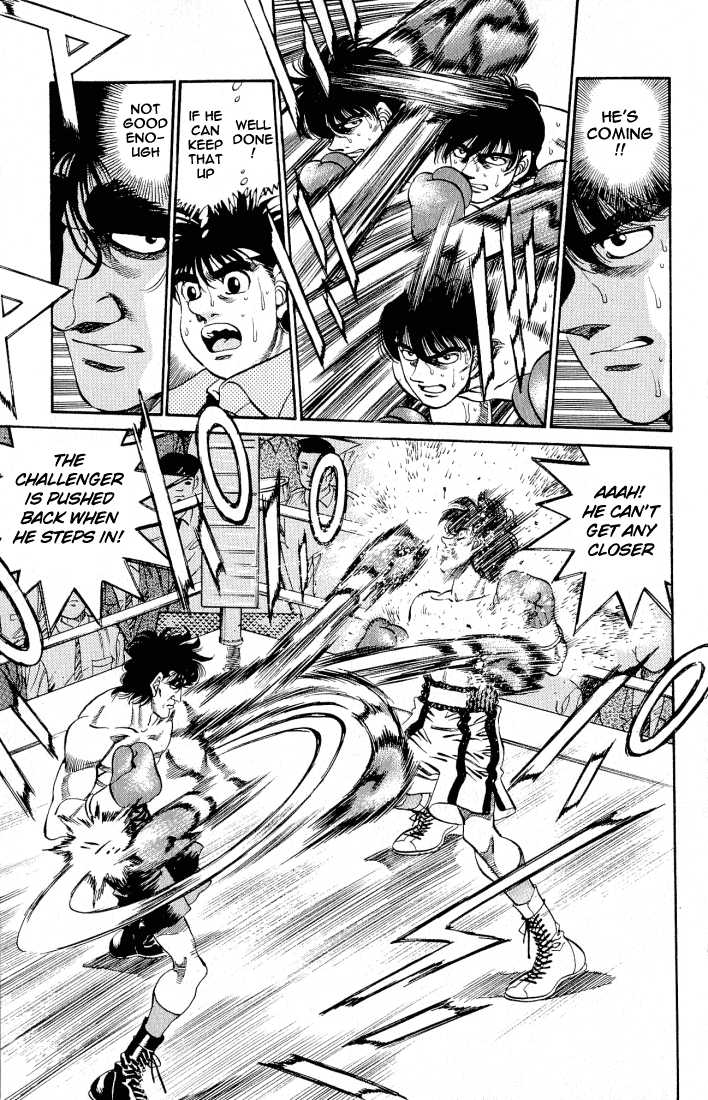 HE'S
COMING
!!
WELL
DONE
!
IF HE
CAN
KEEP
THAT
UP
NOT
GOOD
ENO-
UGH
AAAH!
HE CAN'T
GET ANY
CLOSER
THE
CHALLENGER
IS PUSHED
BACK WHEN
HE STEPS IN!